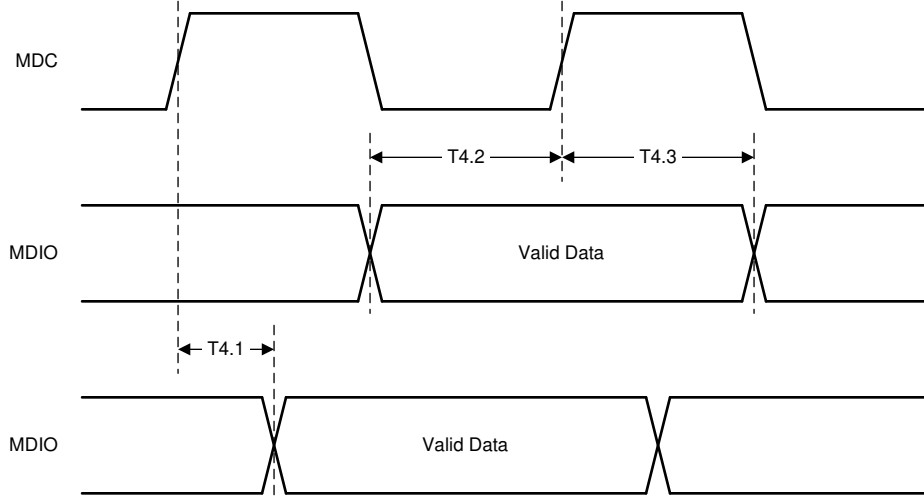 MDC
T4.2
T4.3
MDIO
Valid Data
T4.1
MDIO
Valid Data